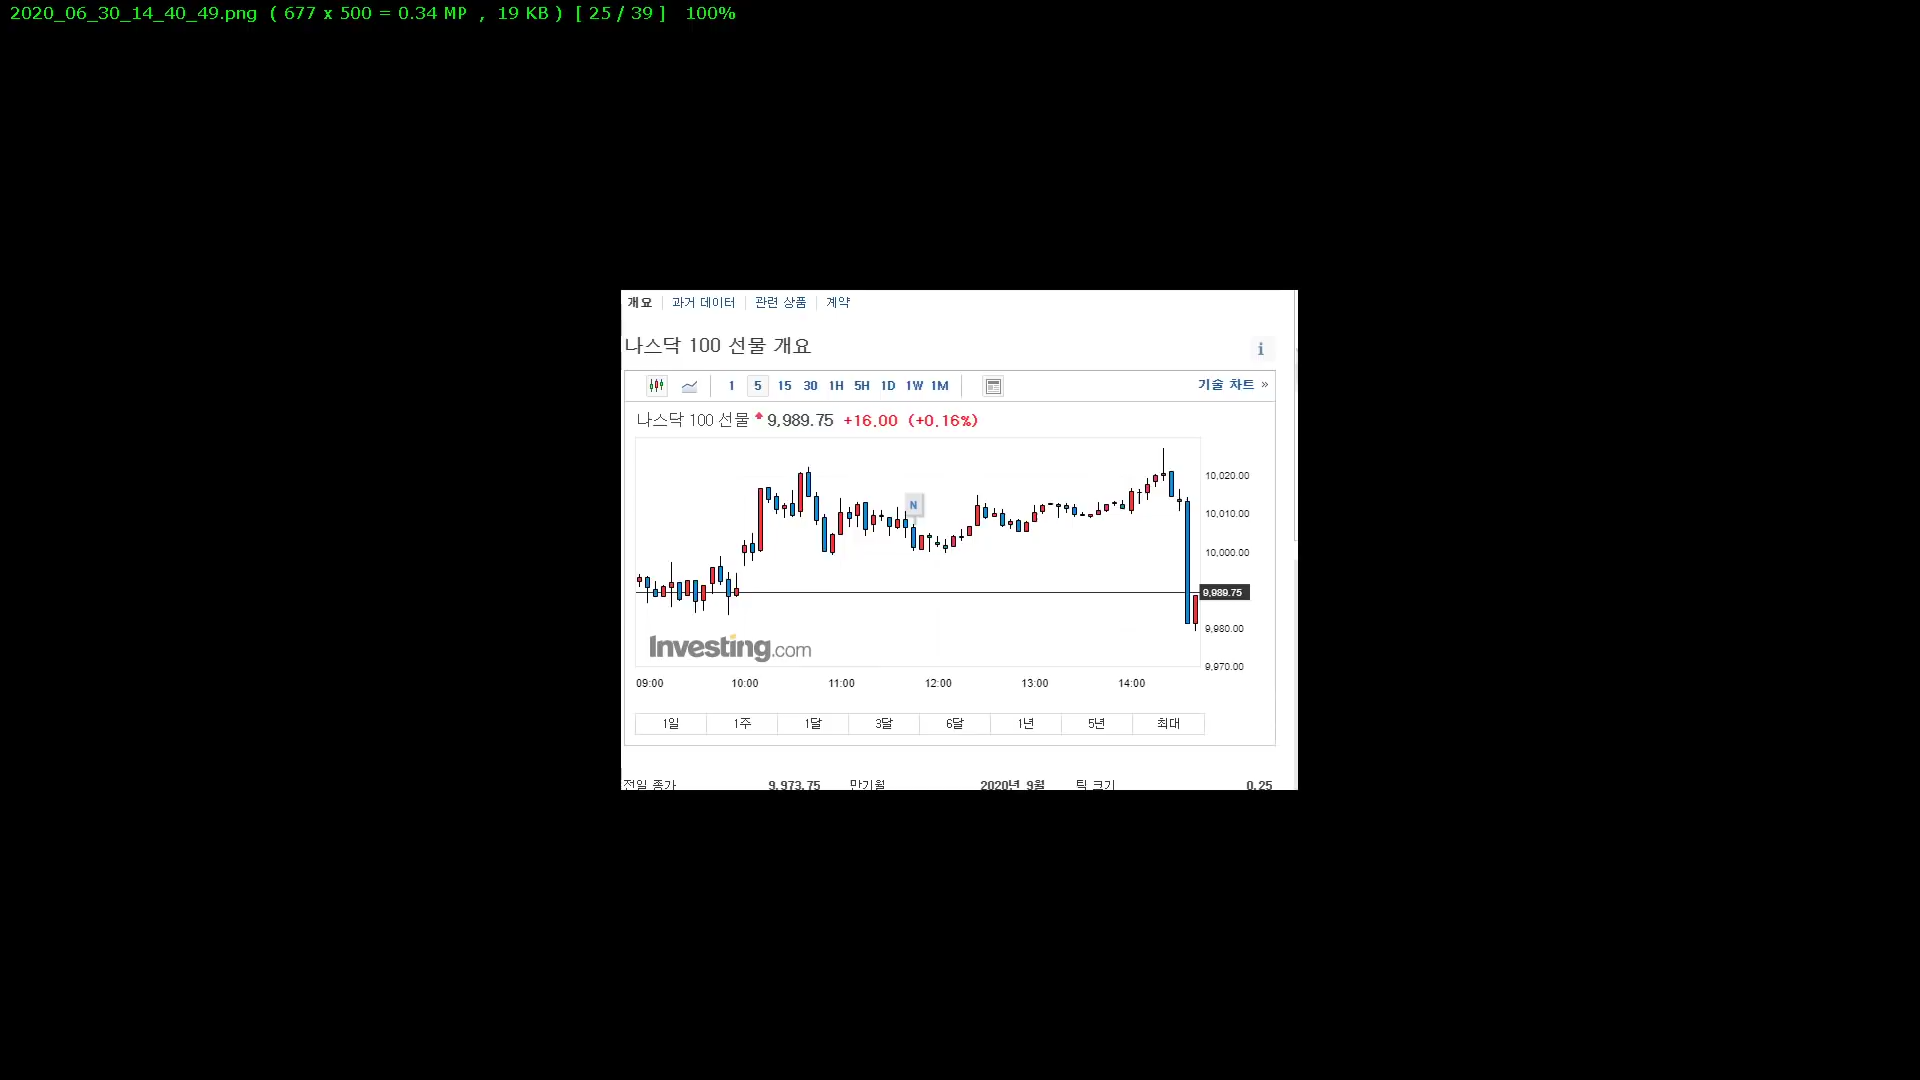 2020_06_30_14_40_49.png ( 677 x 500 = 0.34 MP , 19 KB ) [ 25 / 39 ] 100%
개요 과거 데이터 관련 상품 계약
나스닥 100 선물 개요
i
1 5 15 30 1H 5H 1D 1W 1M 기술 차트 »
나스닥 100 선물 9,989.75 +16.00 (+0.16%)
10,020.00
N
10,010.00
10,000.00
9,989.75
9,980.00
Investing.com
9,970.00
09:00 10:00 11:00 12:00 13:00 14:00
1일 1주 1달 3달 6달 1년 5년 최대
전일 종가 9,973.75 만기월 2020년 9월 틱 크기 0.25